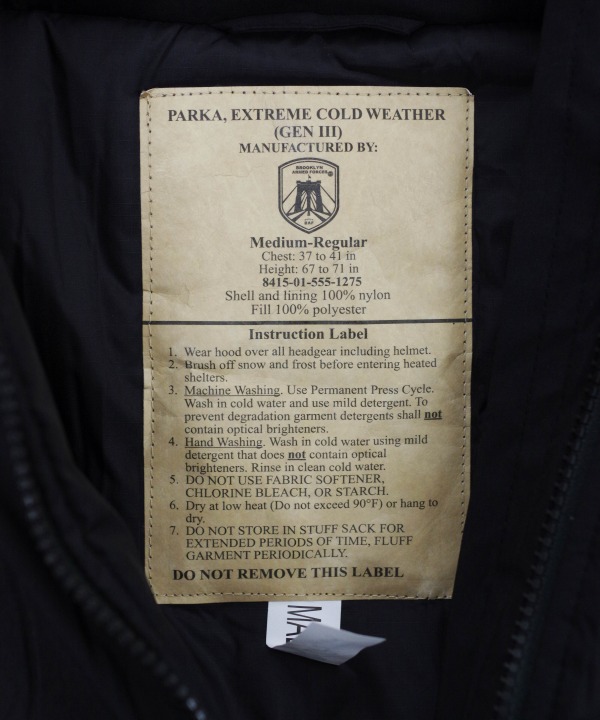 PARKA, EXTREME COLD WEATHER
(GEN III)
MANUFACTURED BY:
BROOKLYN
ARMED FORCES
BAF
Medium-Regular
Chest: 37 to 41 in
Height: 67 to 71 in
8415-01-555-1275
Shell and lining 100% nylon
Fill 100% polyester
Instruction Label
1. Wear hood over all headgear including helmet.
2. Brush off snow and frost before entering heated
shelters.
3. Machine Washing. Use Permanent Press Cycle.
Wash in cold water and use mild detergent. To
prevent degradation garment detergents shall not
contain optical brighteners.
4. Hand Washing. Wash in cold water using mild
detergent that does not contain optical
brighteners. Rinse in clean cold water.
5. DO NOT USE FABRIC SOFTENER,
CHLORINE BLEACH, OR STARCH.
6. Dry at low heat (Do not exceed 90°F) or hang to
dry.
7. DO NOT STORE IN STUFF SACK FOR
EXTENDED PERIODS OF TIME, FLUFF
GARMENT PERIODICALLY.
DO NOT REMOVE THIS LABEL